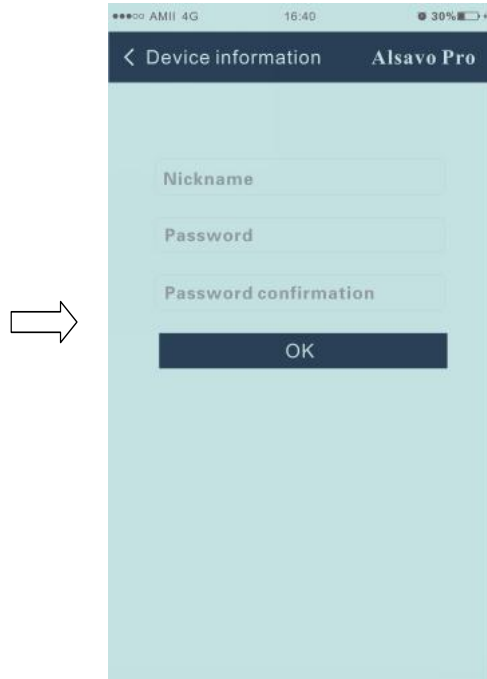 AMII 4G 16:40 30%
Device information Alsavo Pro
Nickname
Password
Password confirmation
OK